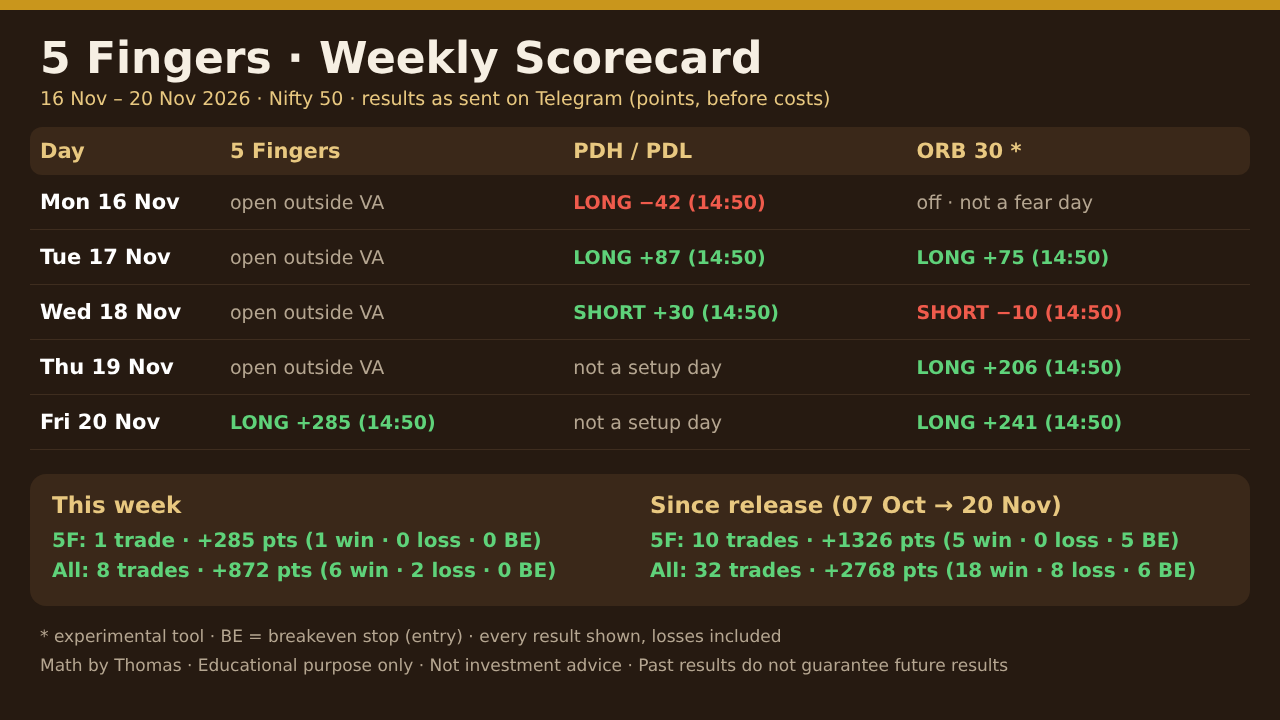 5 Fingers · Weekly Scorecard
16 Nov – 20 Nov 2026 · Nifty 50 · results as sent on Telegram (points, before costs)
Day 5 Fingers PDH / PDL ORB 30 *
Mon 16 Nov open outside VA LONG −42 (14:50) off · not a fear day
Tue 17 Nov open outside VA LONG +87 (14:50) LONG +75 (14:50)
Wed 18 Nov open outside VA SHORT +30 (14:50) SHORT −10 (14:50)
Thu 19 Nov open outside VA not a setup day LONG +206 (14:50)
Fri 20 Nov LONG +285 (14:50) not a setup day LONG +241 (14:50)
This week
5F: 1 trade · +285 pts (1 win · 0 loss · 0 BE)
All: 8 trades · +872 pts (6 win · 2 loss · 0 BE)
Since release (07 Oct → 20 Nov)
5F: 10 trades · +1326 pts (5 win · 0 loss · 5 BE)
All: 32 trades · +2768 pts (18 win · 8 loss · 6 BE)
* experimental tool · BE = breakeven stop (entry) · every result shown, losses included
Math by Thomas · Educational purpose only · Not investment advice · Past results do not guarantee future results